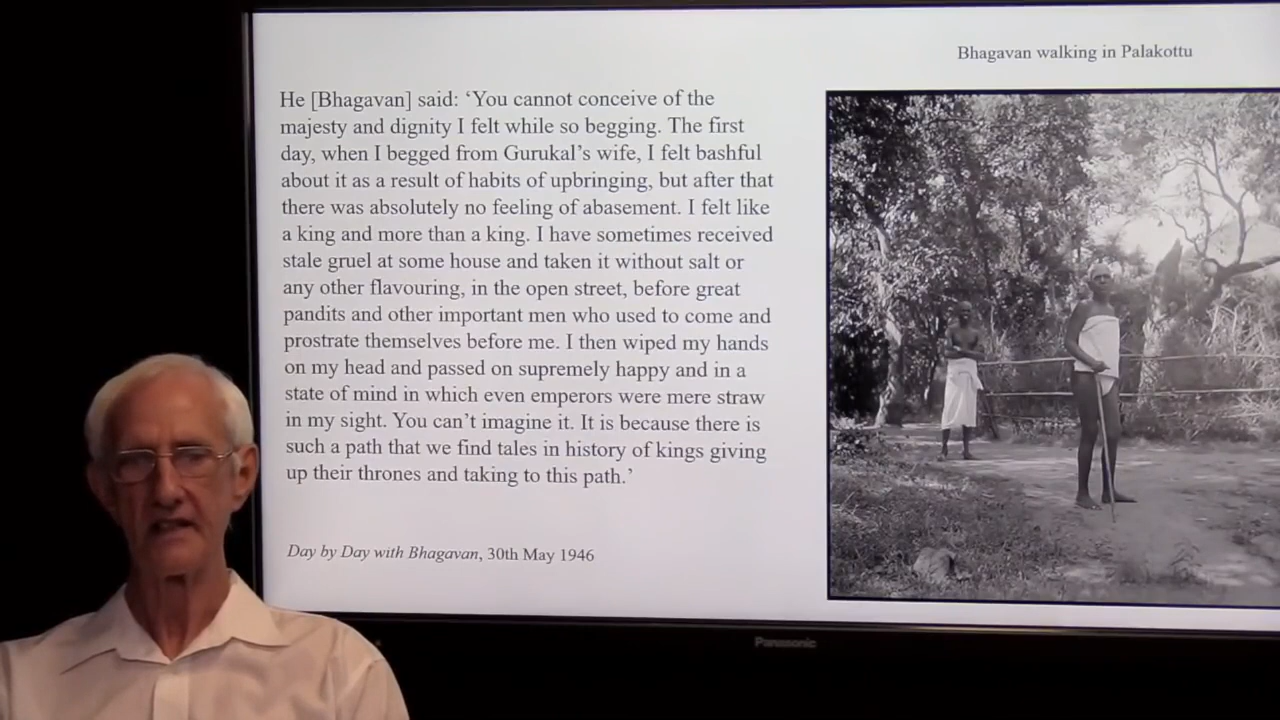 Bhagavan walking in Palakottu
He [Bhagavan] said: ‘You cannot conceive of the
majesty and dignity I felt while so begging. The first
day, when I begged from Gurukal’s wife, I felt bashful
about it as a result of habits of upbringing, but after that
there was absolutely no feeling of abasement. I felt like
a king and more than a king. I have sometimes received
stale gruel at some house and taken it without salt or
any other flavouring, in the open street, before great
pandits and other important men who used to come and
prostrate themselves before me. I then wiped my hands
on my head and passed on supremely happy and in a
state of mind in which even emperors were mere straw
in my sight. You can’t imagine it. It is because there is
such a path that we find tales in history of kings giving
up their thrones and taking to this path.’
Day by Day with Bhagavan, 30th May 1946
Panasonic